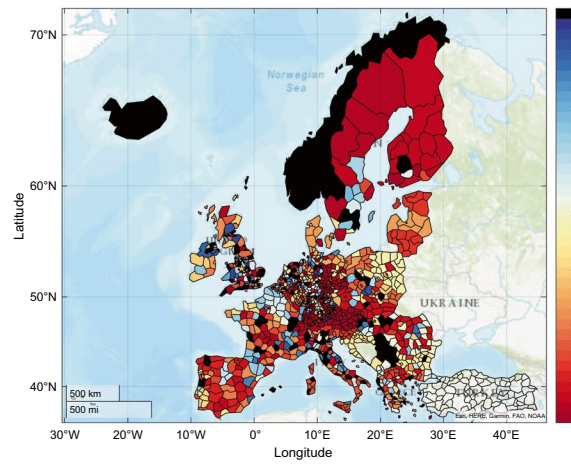 70°N
Norwegian
Sea
60°N
Latitude
50°N
UKRAINE
40°N
500 km
500 mi
Esri, HERE, Garmin, FAO, NOAA
30°W
20°W
10°W
0°
10°E
20°E
30°E
40°E
Longitude